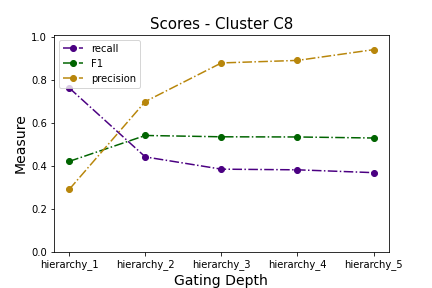 Scores - Cluster C8
recall
F1
precision
Measure
1.0
0.8
0.6
0.4
0.2
0.0
hierarchy_1 hierarchy_2 hierarchy_3 hierarchy_4 hierarchy_5
Gating Depth